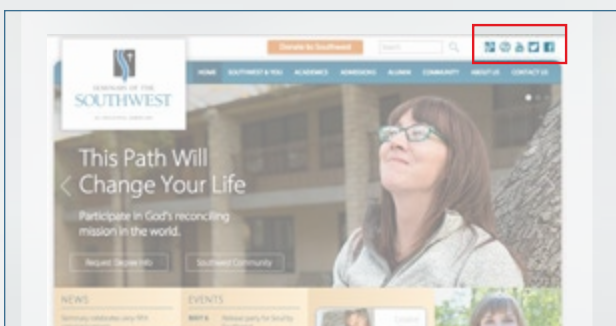 Donate to Southwest
Search
SEMINARY OF THE
SOUTHWEST
HOME SOUTHWEST & YOU ACADEMICS ADMISSIONS ALUMNI COMMUNITY ABOUT US CONTACT US
This Path Will
Change Your Life
Participate in God's reconciling
mission in the world.
Request Degree Info Southwest Community
NEWS EVENTS
MAY 6